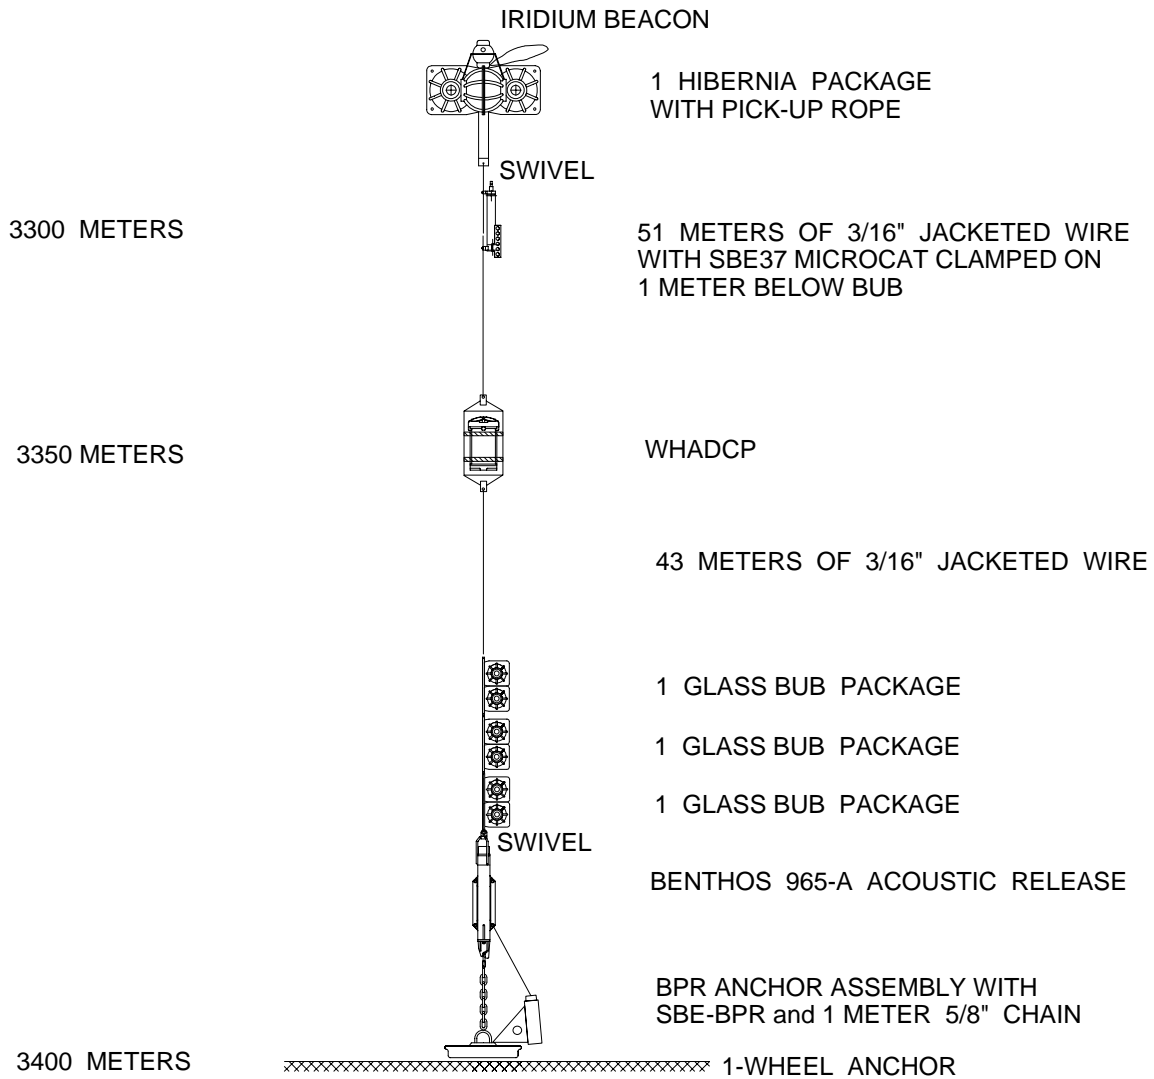 IRIDIUM BEACON
1 HIBERNIA PACKAGE
WITH PICK-UP ROPE
SWIVEL
3300 METERS
51 METERS OF 3/16" JACKETED WIRE
WITH SBE37 MICROCAT CLAMPED ON
1 METER BELOW BUB
3350 METERS
WHADCP
43 METERS OF 3/16" JACKETED WIRE
1 GLASS BUB PACKAGE
1 GLASS BUB PACKAGE
1 GLASS BUB PACKAGE
SWIVEL
BENTHOS 965-A ACOUSTIC RELEASE
BPR ANCHOR ASSEMBLY WITH
SBE-BPR and 1 METER 5/8" CHAIN
3400 METERS
1-WHEEL ANCHOR